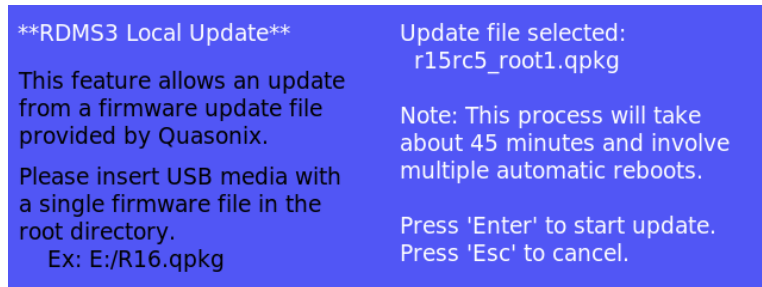 **RDMS3 Local Update**
This feature allows an update
from a firmware update file
provided by Quasonix.
Please insert USB media with
a single firmware file in the
root directory.
Ex: E:/R16.qpkg
Update file selected:
r15rc5_root1.qpkg
Note: This process will take
about 45 minutes and involve
multiple automatic reboots.
Press 'Enter' to start update.
Press 'Esc' to cancel.